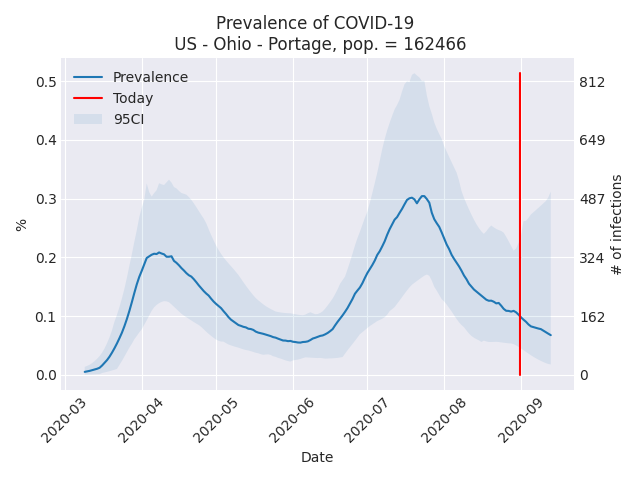 Prevalence of COVID-19
US - Ohio - Portage, pop. = 162466
Prevalence
Today
95CI
0.5
0.4
0.3
0.2
0.1
0.0
%
812
649
487
324
162
0
# of infections
2020-03
2020-04
2020-05
2020-06
2020-07
2020-08
2020-09
Date